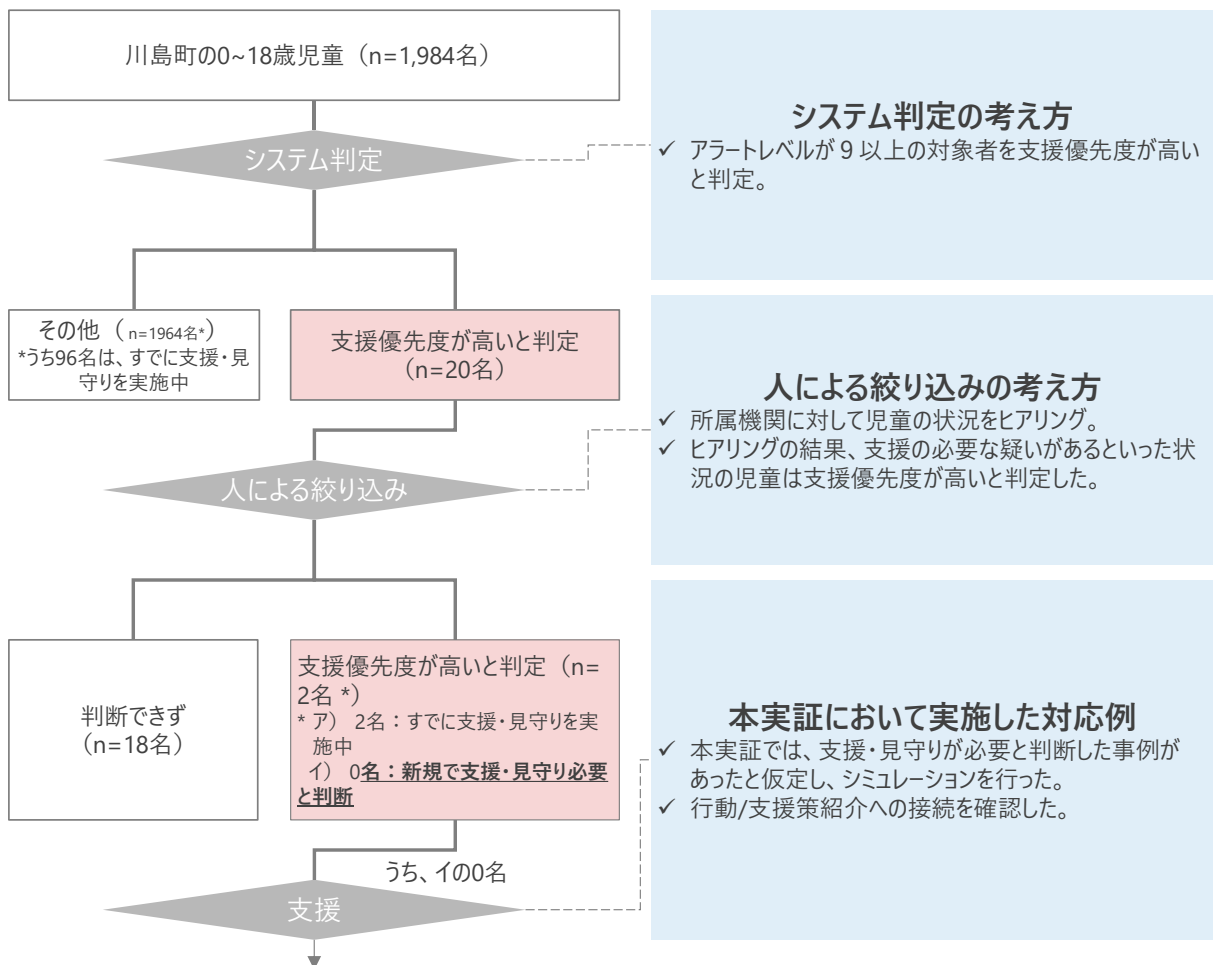 川島町の0~18歳児童（n=1,984名）
システム判定
システム判定の考え方
✓ アラートレベルが９以上の対象者を支援優先度が高い
と判定。
その他（ n=1964名*）
*うち96名は、すでに支援・見
守りを実施中
支援優先度が高いと判定
（n=20名）
人による絞り込み
人による絞り込みの考え方
✓ 所属機関に対して児童の状況をヒアリング。
✓ ヒアリングの結果、支援の必要な疑いがあるといった状
況の児童は支援優先度が高いと判定した。
判断できず
（n=18名）
支援優先度が高いと判定（n=
2名 *）
* ア） 2名：すでに支援・見守りを実
施中
イ） 0名：新規で支援・見守り必要
と判断
うち、イの0名
支援
本実証において実施した対応例
✓ 本実証では、支援・見守りが必要と判断した事例が
あったと仮定し、シミュレーションを行った。
✓ 行動/支援策紹介への接続を確認した。